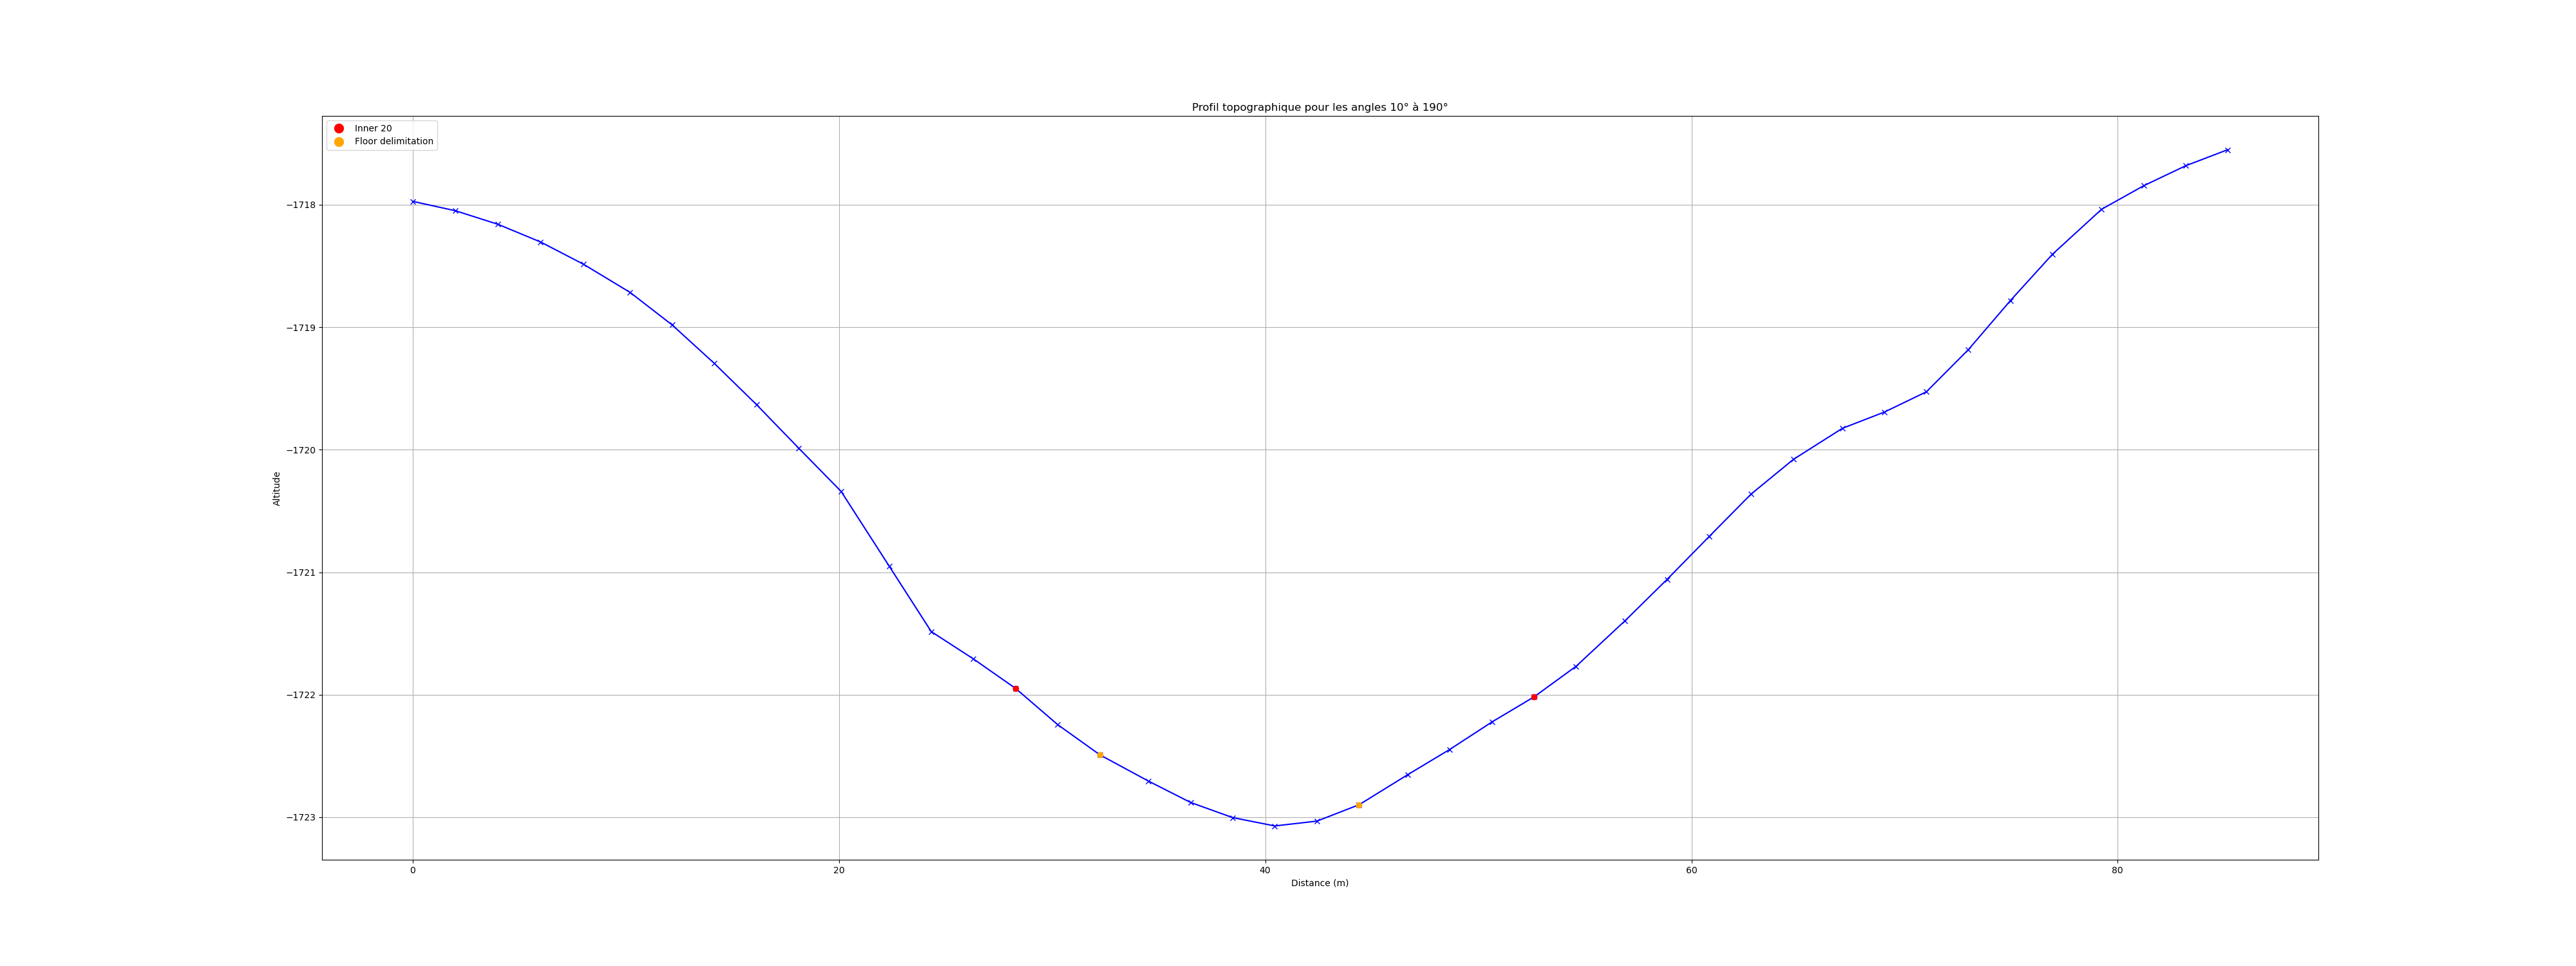 Profil topographique pour les angles 10° à 190°
Inner 20
Floor delimitation
−1718
−1719
−1720
−1721
−1722
−1723
Altitude
0 20 40 60 80
Distance (m)